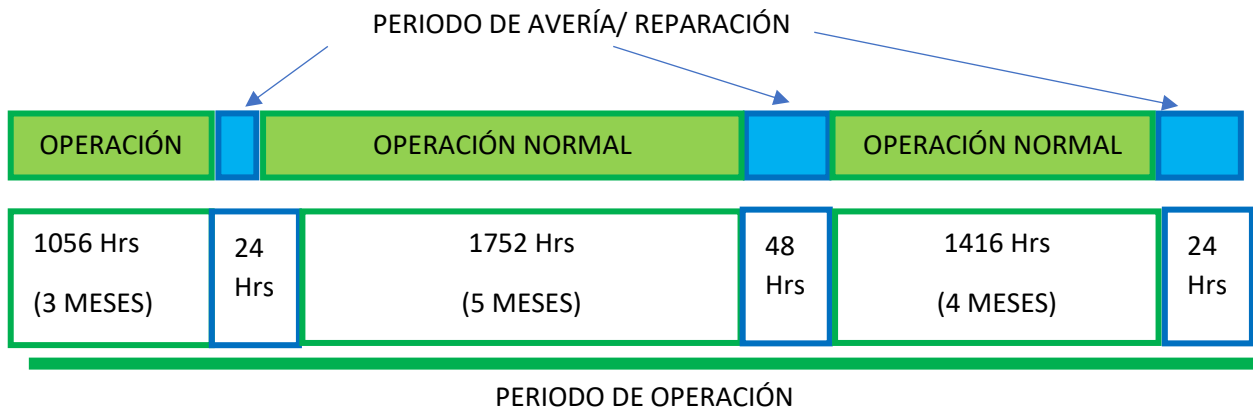 PERIODO DE AVERÍA/ REPARACIÓN
OPERACIÓN
OPERACIÓN NORMAL
OPERACIÓN NORMAL
1056 Hrs
(3 MESES)
24
Hrs
1752 Hrs
(5 MESES)
48
Hrs
1416 Hrs
(4 MESES)
24
Hrs
PERIODO DE OPERACIÓN